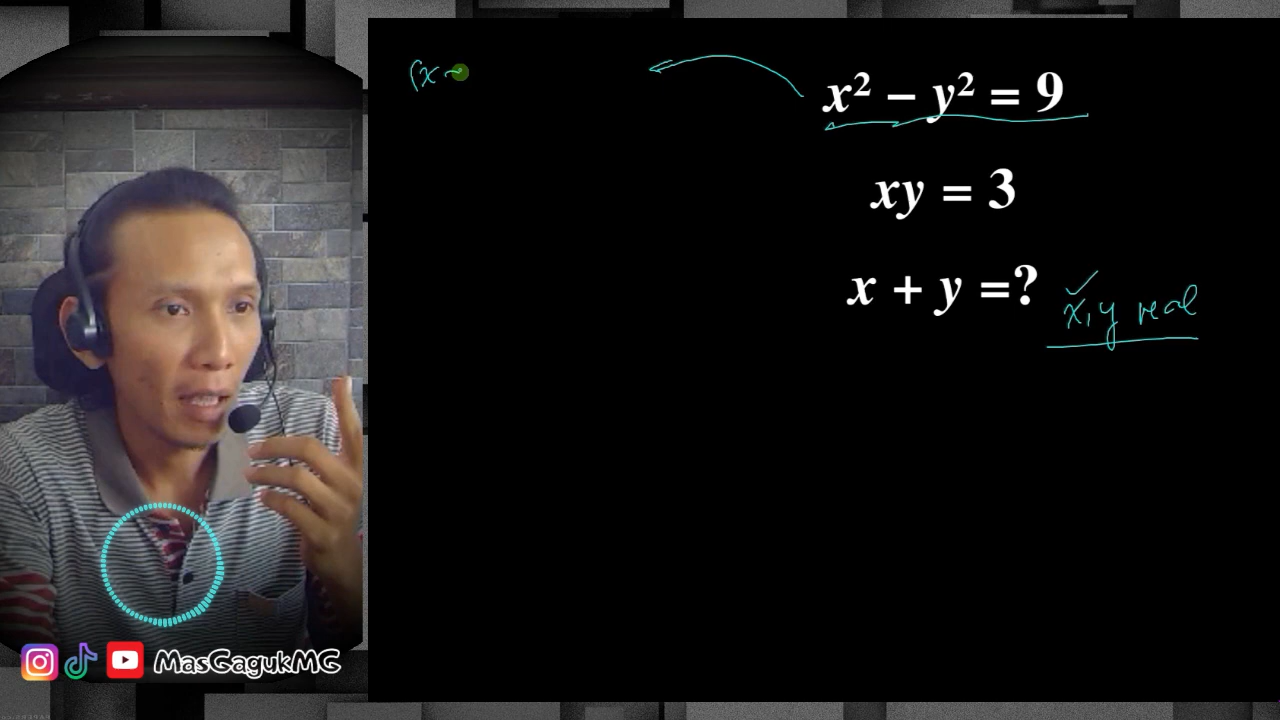 (x -
x² − y² = 9
xy = 3
x + y =?
x, y real
MasGagukMG